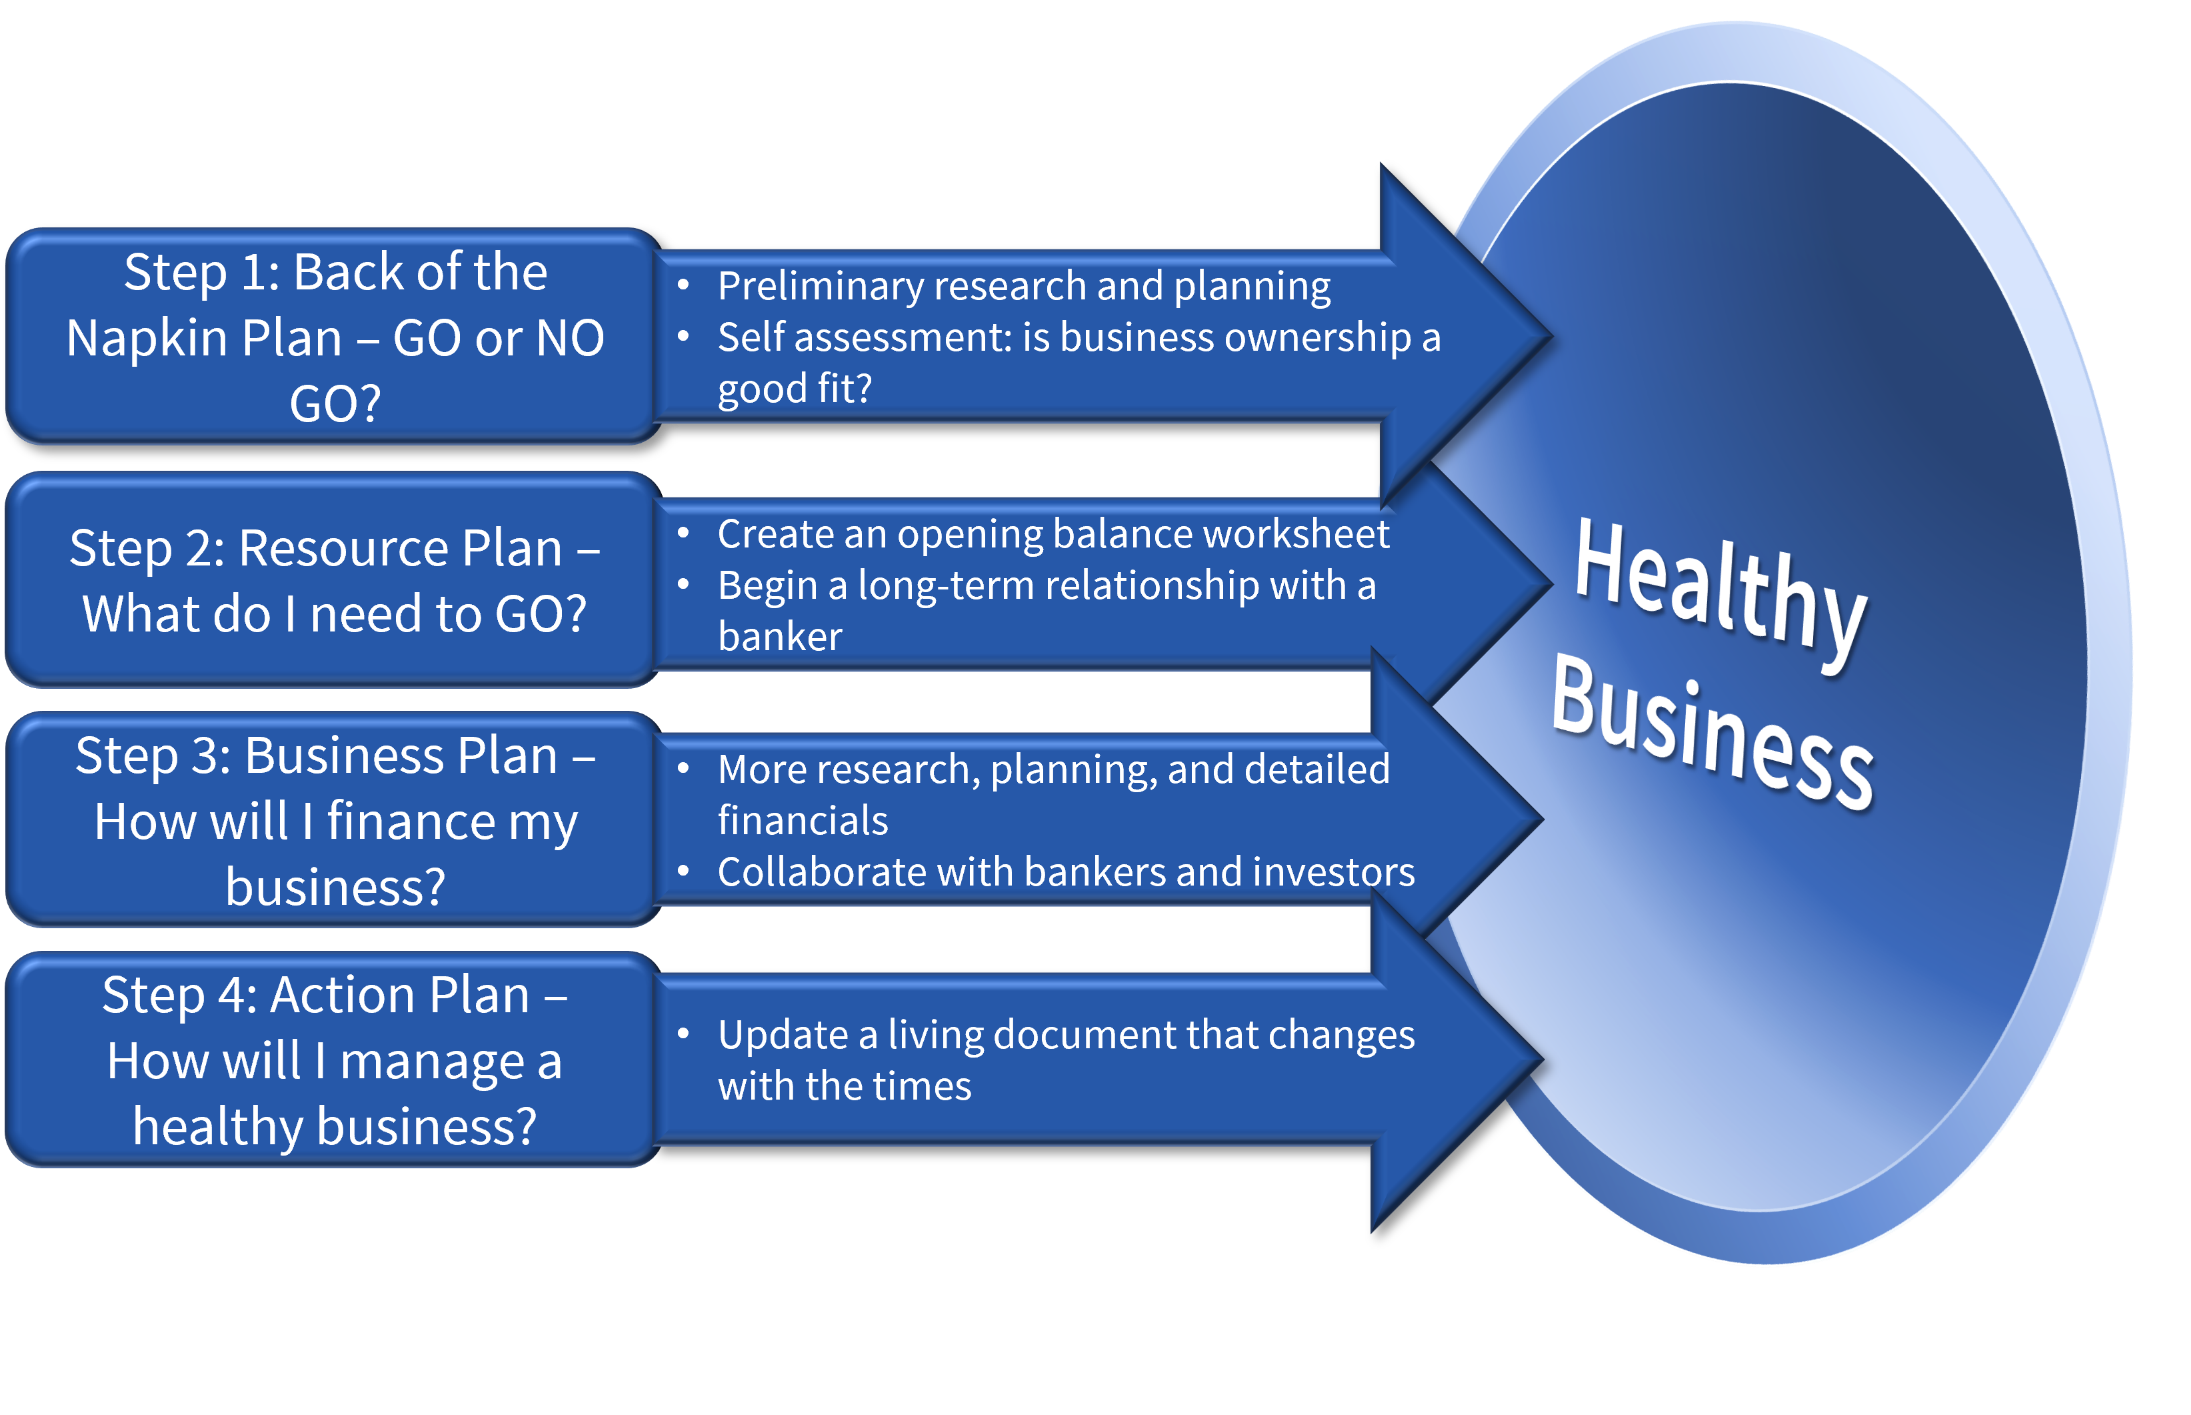 Step 1: Back of the
Napkin Plan – GO or NO
GO?
• Preliminary research and planning
• Self assessment: is business ownership a
good fit?
Step 2: Resource Plan –
What do I need to GO?
• Create an opening balance worksheet
• Begin a long-term relationship with a
banker
Step 3: Business Plan –
How will I finance my
business?
• More research, planning, and detailed
financials
• Collaborate with bankers and investors
Step 4: Action Plan –
How will I manage a
healthy business?
• Update a living document that changes
with the times
Healthy
Business